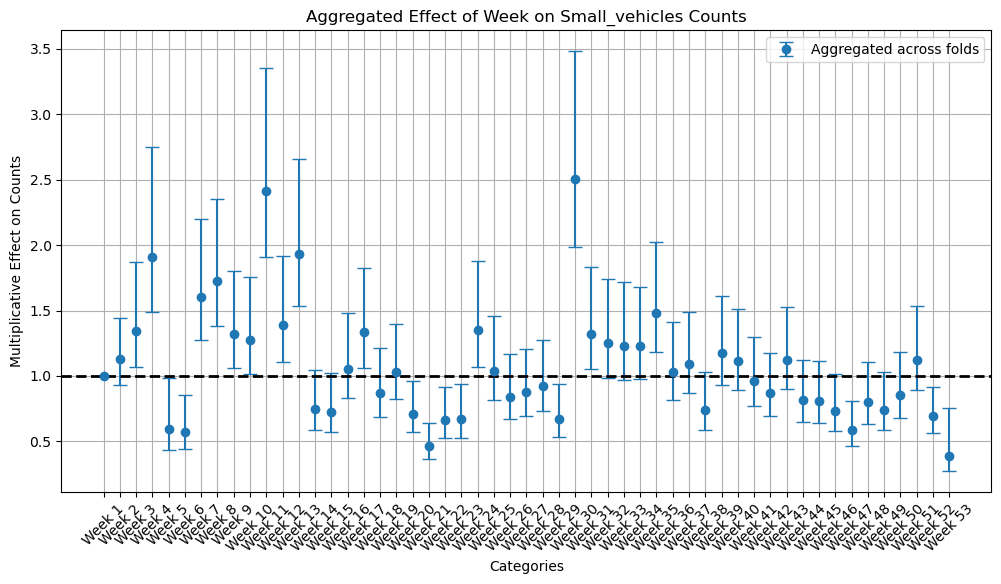 Aggregated Effect of Week on Small_vehicles Counts
Aggregated across folds
Multiplicative Effect on Counts
3.5
3.0
2.5
2.0
1.5
1.0
0.5
Week 1
Week 2
Week 3
Week 4
Week 5
Week 6
Week 7
Week 8
Week 9
Week 10
Week 11
Week 12
Week 13
Week 14
Week 15
Week 16
Week 17
Week 18
Week 19
Week 20
Week 21
Week 22
Week 23
Week 24
Week 25
Week 26
Week 27
Week 28
Week 29
Week 30
Week 31
Week 32
Week 33
Week 34
Week 35
Week 36
Week 37
Week 38
Week 39
Week 40
Week 41
Week 42
Week 43
Week 44
Week 45
Week 46
Week 47
Week 48
Week 49
Week 50
Week 51
Week 52
Week 53
Categories